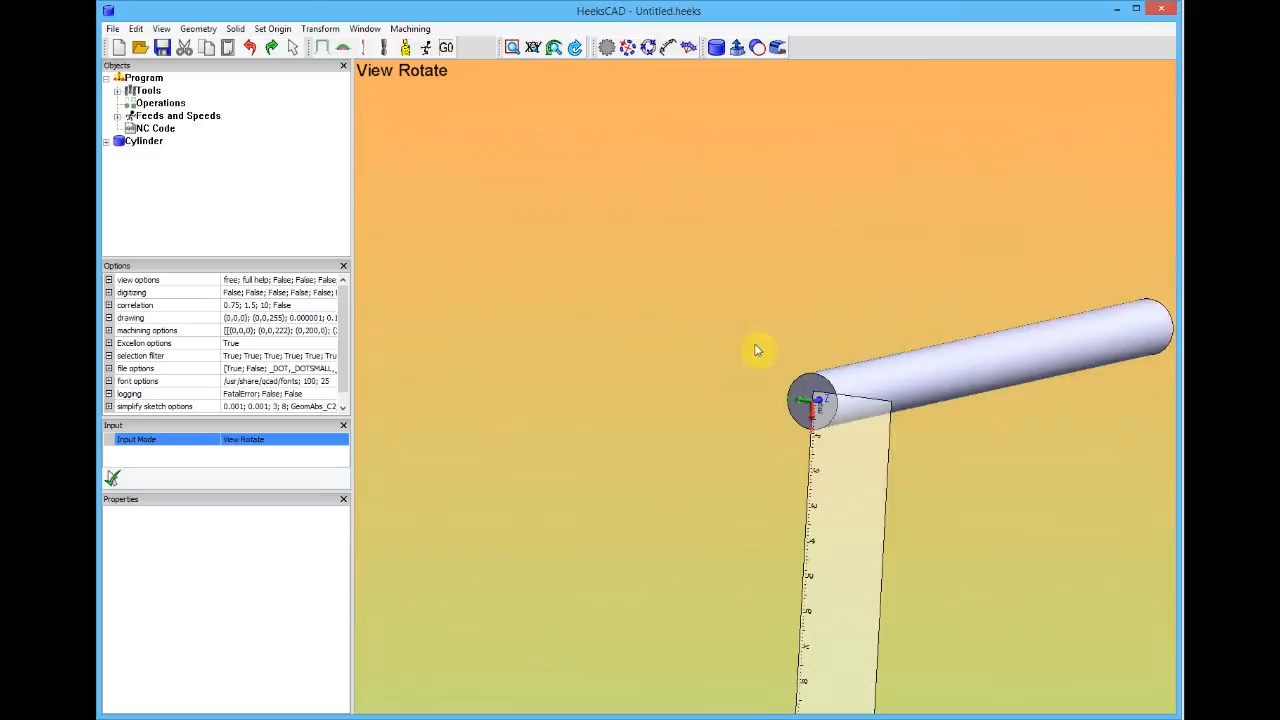 HeeksCAD - Untitled.heeks
File Edit View Geometry Solid Set Origin Transform Window Machining
Objects
Program
Tools
Operations
Feeds and Speeds
NC Code
Cylinder
View Rotate
Options
view options free; full help; False; False; False
digitizing False; False; False; False; False;
correlation 0.75; 1.5; 10; False
drawing (0,0,0); (0,0,255); 0.000001; 0.
machining options [[(0,0,0); (0,0,222); (0,200,0); (
Excellon options True
selection filter True; True; True; True; True; True
file options [True; False; _DOT,_DOTSMALL,
font options /usr/share/qcad/fonts; 100; 25
logging FatalError; False; False
simplify sketch options 0.001; 0.001; 3; 8; GeomAbs_C2
Input
Input Mode View Rotate
Properties